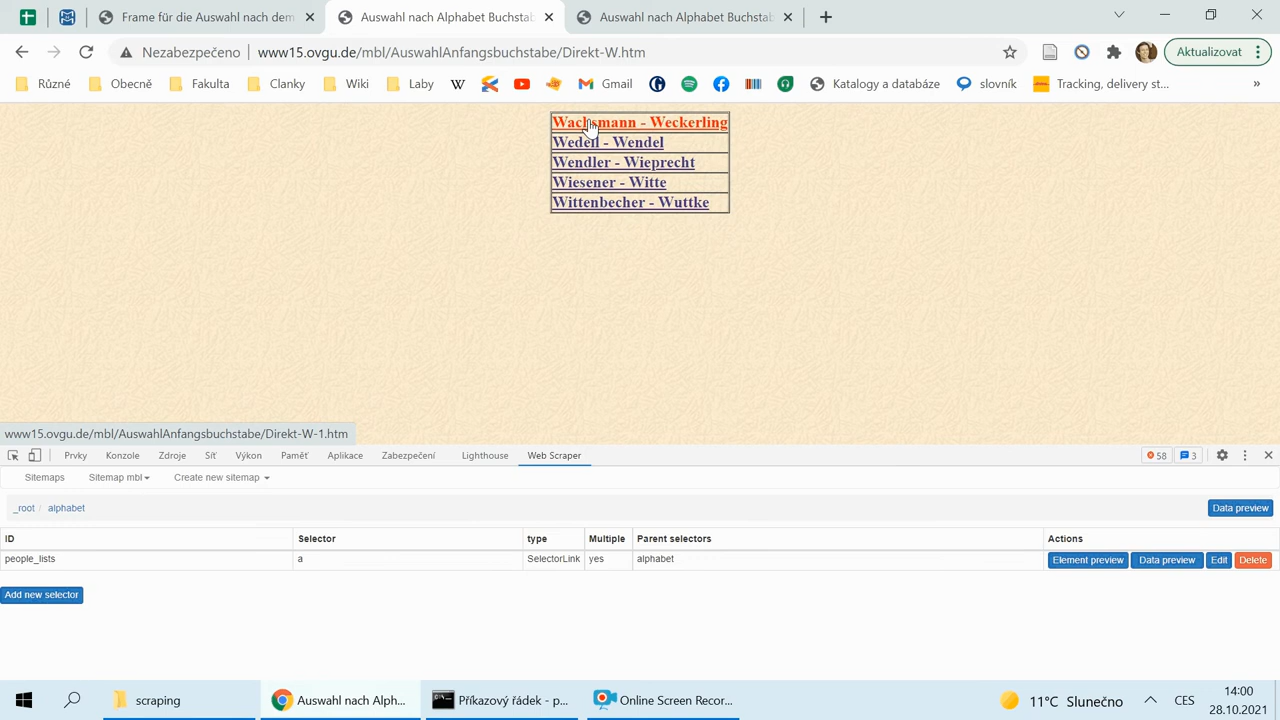 Frame für die Auswahl nach dem
Auswahl nach Alphabet Buchstab
Auswahl nach Alphabet Buchstab
Nezabezpečeno
www15.ovgu.de/mbl/AuswahlAnfangsbuchstabe/Direkt-W.htm
Aktualizovat
Různé
Obecně
Fakulta
Clanky
Wiki
Laby
Gmail
Katalogy a databáze
slovník
Tracking, delivery st...
»
Wachsmann - Weckerling
Wedell - Wendel
Wendler - Wieprecht
Wiesener - Witte
Wittenbecher - Wuttke
www15.ovgu.de/mbl/AuswahlAnfangsbuchstabe/Direkt-W-1.htm
Prvky
Konzole
Zdroje
Síť
Výkon
Paměť
Aplikace
Zabezpečení
Lighthouse
Web Scraper
58
3
Sitemaps
Sitemap mbl
Create new sitemap
_root / alphabet
Data preview
ID
Selector
type
Multiple
Parent selectors
Actions
people_lists
a
SelectorLink
yes
alphabet
Element preview
Data preview
Edit
Delete
Add new selector
scraping
Auswahl nach Alph...
Příkazový řádek - p...
Online Screen Recor...
11°C Slunečno
CES
14:00
28.10.2021